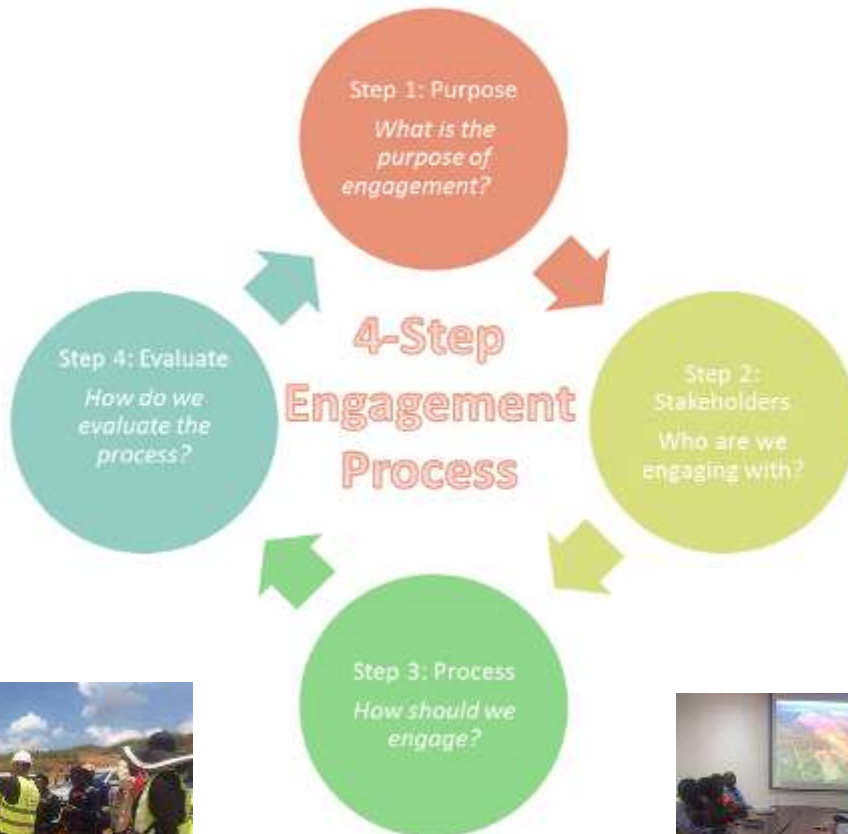 Step 1: Purpose
What is the
purpose of
engagement?
4-Step
Engagement
Process
Step 2:
Stakeholders
Who are we
engaging with?
Step 3: Process
How should we
engage?
Step 4: Evaluate
How do we
evaluate the
process?